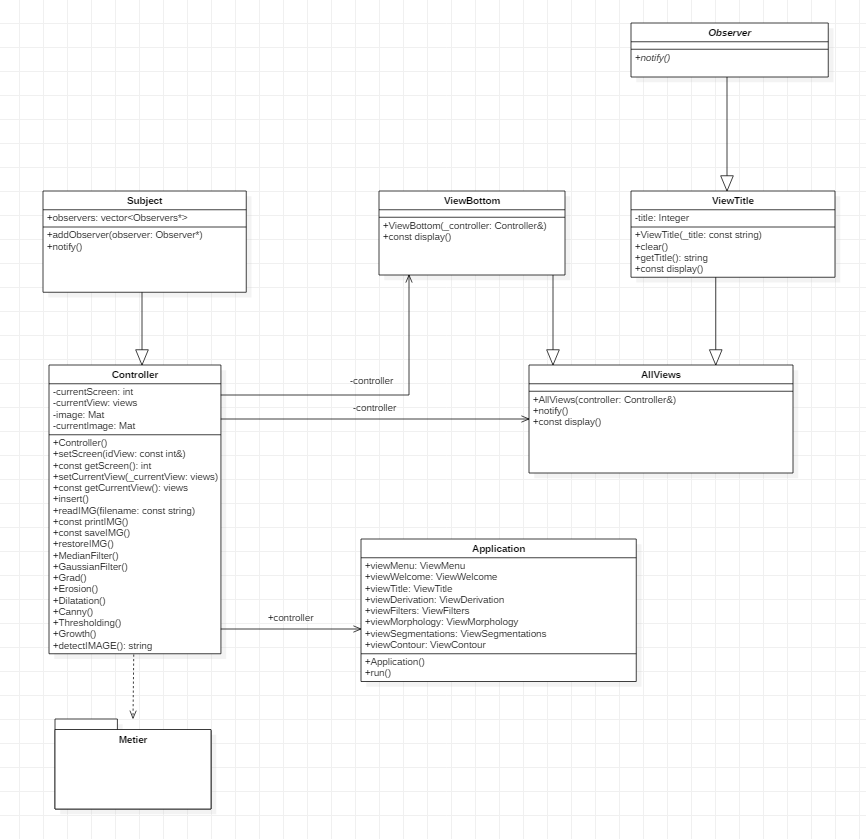 Observer
+notify()
Subject
+observers: vector<Observers*>
+addObserver(observer: Observer*)
+notify()
ViewBottom
+ViewBottom(_controller: Controller&)
+const display()
ViewTitle
-title: Integer
+ViewTitle(_title: const string)
+clear()
+getTitle(): string
+const display()
Controller
-currentScreen: int
-currentView: views
-image: Mat
-currentImage: Mat
+Controller()
+setScreen(idView: const int&)
+const getScreen(): int
+setCurrentView(_currentView: views)
+const getCurrentView(): views
+insert()
+readIMG(filename: const string)
+const printIMG()
+const saveIMG()
+restoreIMG()
+MedianFilter()
+GaussianFilter()
+Grad()
+Erosion()
+Dilatation()
+Canny()
+Thresholding()
+Growth()
+detectIMAGE(): string
-controller
-controller
AllViews
+AllViews(controller: Controller&)
+notify()
+const display()
+controller
Application
+viewMenu: ViewMenu
+viewWelcome: ViewWelcome
+viewTitle: ViewTitle
+viewDerivation: ViewDerivation
+viewFilters: ViewFilters
+viewMorphology: ViewMorphology
+viewSegmentations: ViewSegmentations
+viewContour: ViewContour
+Application()
+run()
Metier